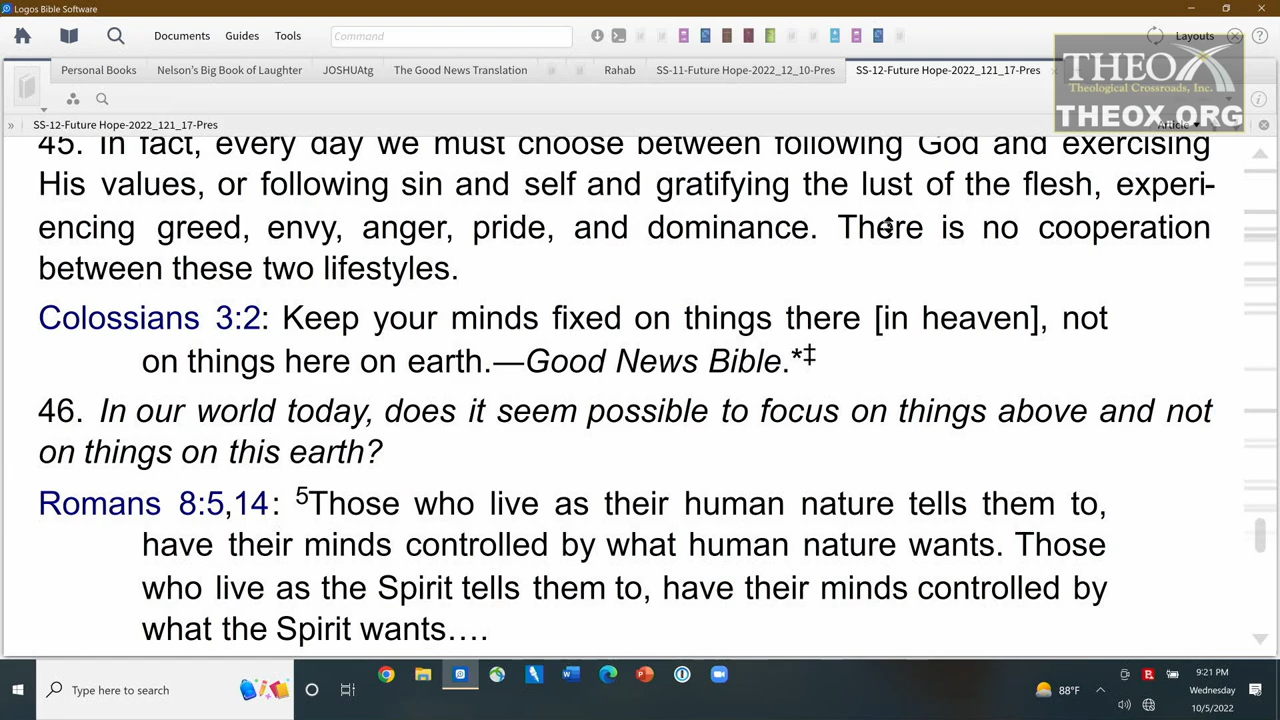 Logos Bible Software
Documents Guides Tools Command Layouts
Personal Books Nelson's Big Book of Laughter JOSHUAtg The Good News Translation Rahab SS-11-Future Hope-2022_12_10-Pres SS-12-Future Hope-2022_121_17-Pres
THEOX
Theological Crossroads, Inc.
THEOX.ORG
» SS-12-Future Hope-2022_121_17-Pres Article
45. In fact, every day we must choose between following God and exercising
His values, or following sin and self and gratifying the lust of the flesh, experi-
encing greed, envy, anger, pride, and dominance. There is no cooperation
between these two lifestyles.
Colossians 3:2: Keep your minds fixed on things there [in heaven], not
on things here on earth.—Good News Bible.*‡
46. In our world today, does it seem possible to focus on things above and not
on things on this earth?
Romans 8:5,14: 5Those who live as their human nature tells them to,
have their minds controlled by what human nature wants. Those
who live as the Spirit tells them to, have their minds controlled by
what the Spirit wants….
Type here to search
88°F
9:21 PM
Wednesday
10/5/2022